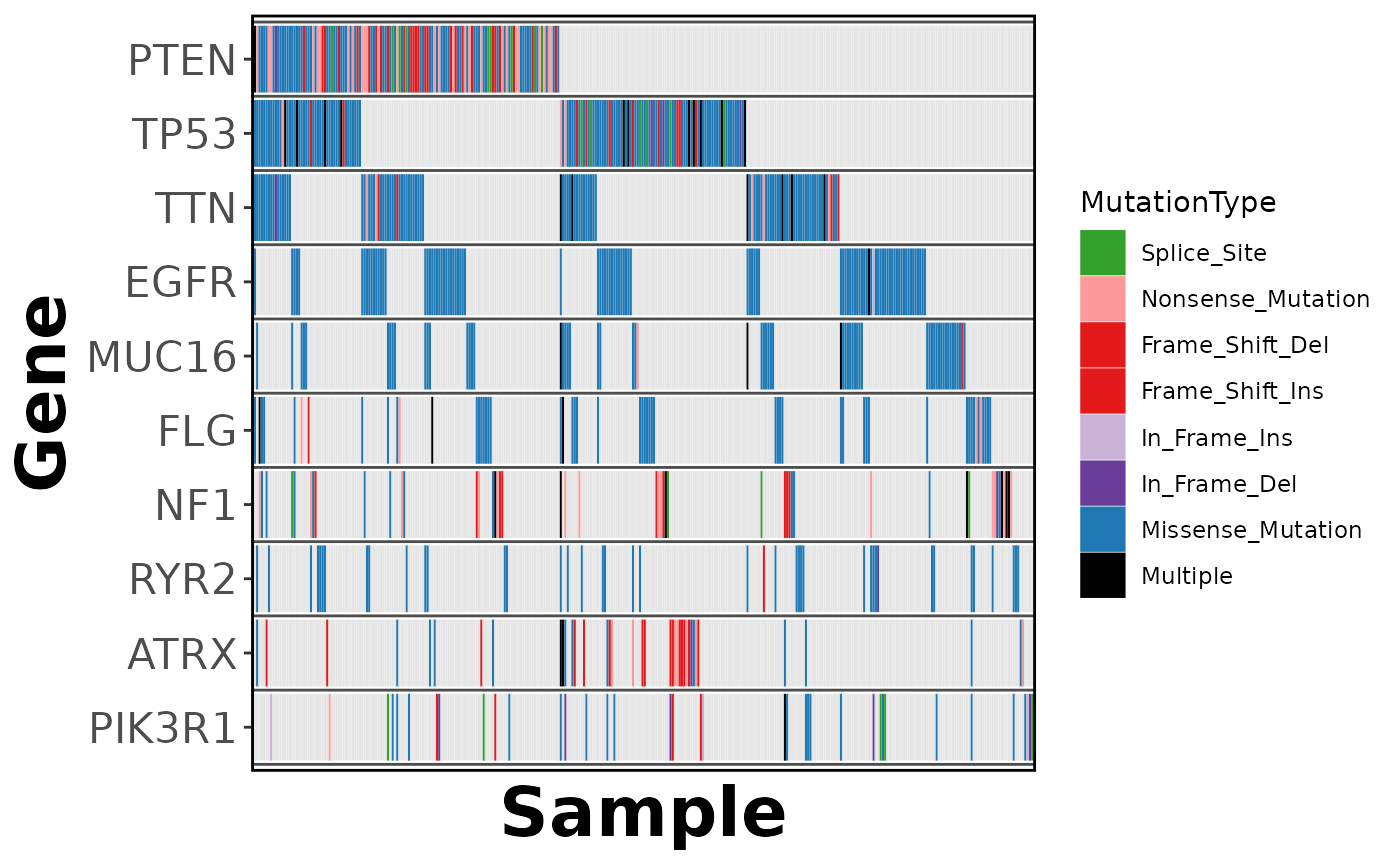 PTEN
TP53
TTN
EGFR
MUC16
FLG
NF1
RYR2
ATRX
PIK3R1
Gene
Sample
MutationType
Splice_Site
Nonsense_Mutation
Frame_Shift_Del
Frame_Shift_Ins
In_Frame_Ins
In_Frame_Del
Missense_Mutation
Multiple